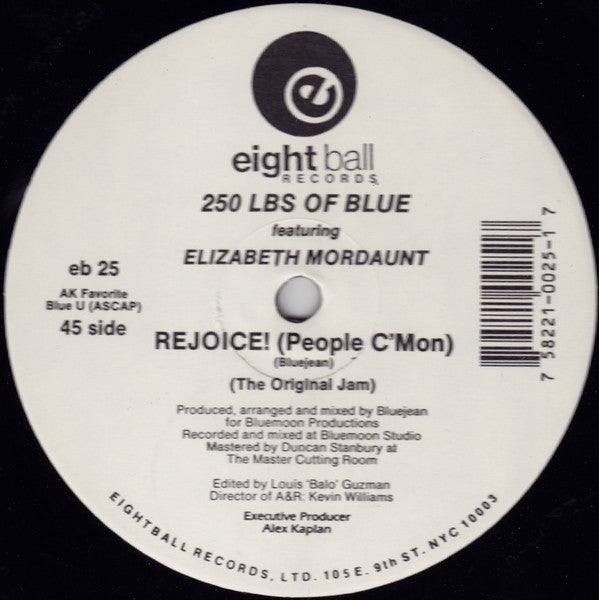 e
eight ball
RECORDS
250 LBS OF BLUE
featuring
ELIZABETH MORDAUNT
eb 25
AK Favorite
Blue U (ASCAP)
45 side
REJOICE! (People C'Mon)
(Bluejean)
(The Original Jam)
Produced, arranged and mixed by Bluejean
for Bluemoon Productions
Recorded and mixed at Bluemoon Studio
Mastered by Duncan Stanbury at
The Master Cutting Room
Edited by Louis 'Balo' Guzman
Director of A&R: Kevin Williams
Executive Producer
Alex Kaplan
7 58221-0025-1 7
EIGHTBALL RECORDS, LTD. 105 E. 9th ST. NYC 10003